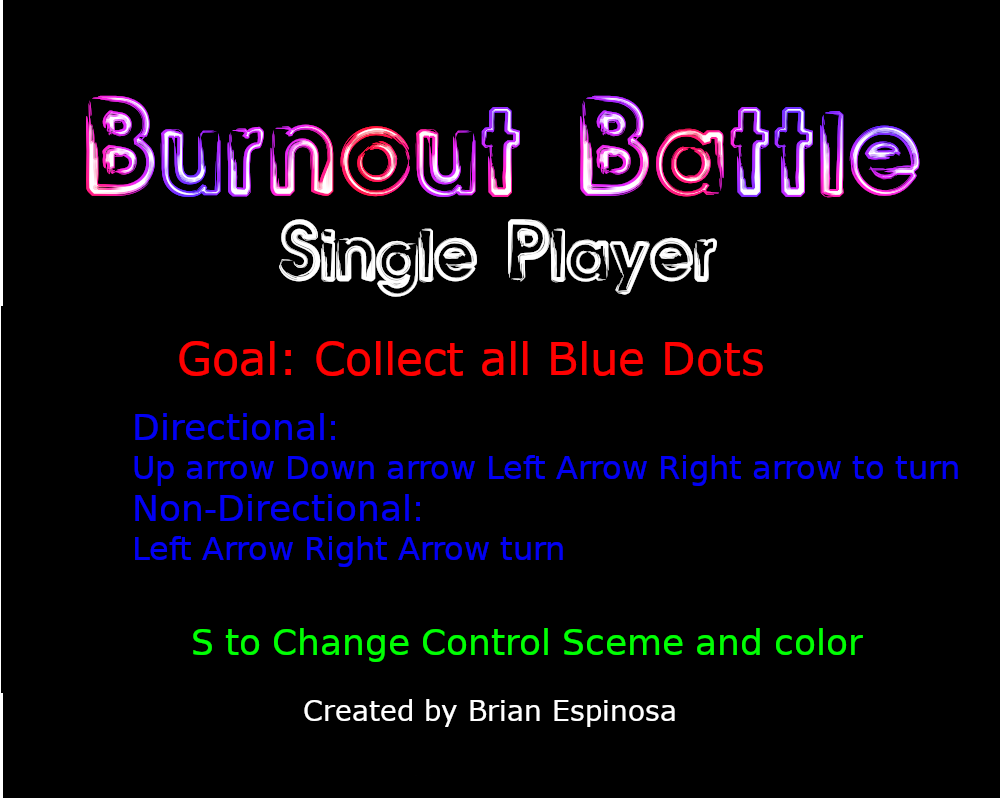 Burnout Battle
Single Player
Goal: Collect all Blue Dots
Directional:
Up arrow Down arrow Left Arrow Right arrow to turn
Non-Directional:
Left Arrow Right Arrow turn
S to Change Control Sceme and color
Created by Brian Espinosa